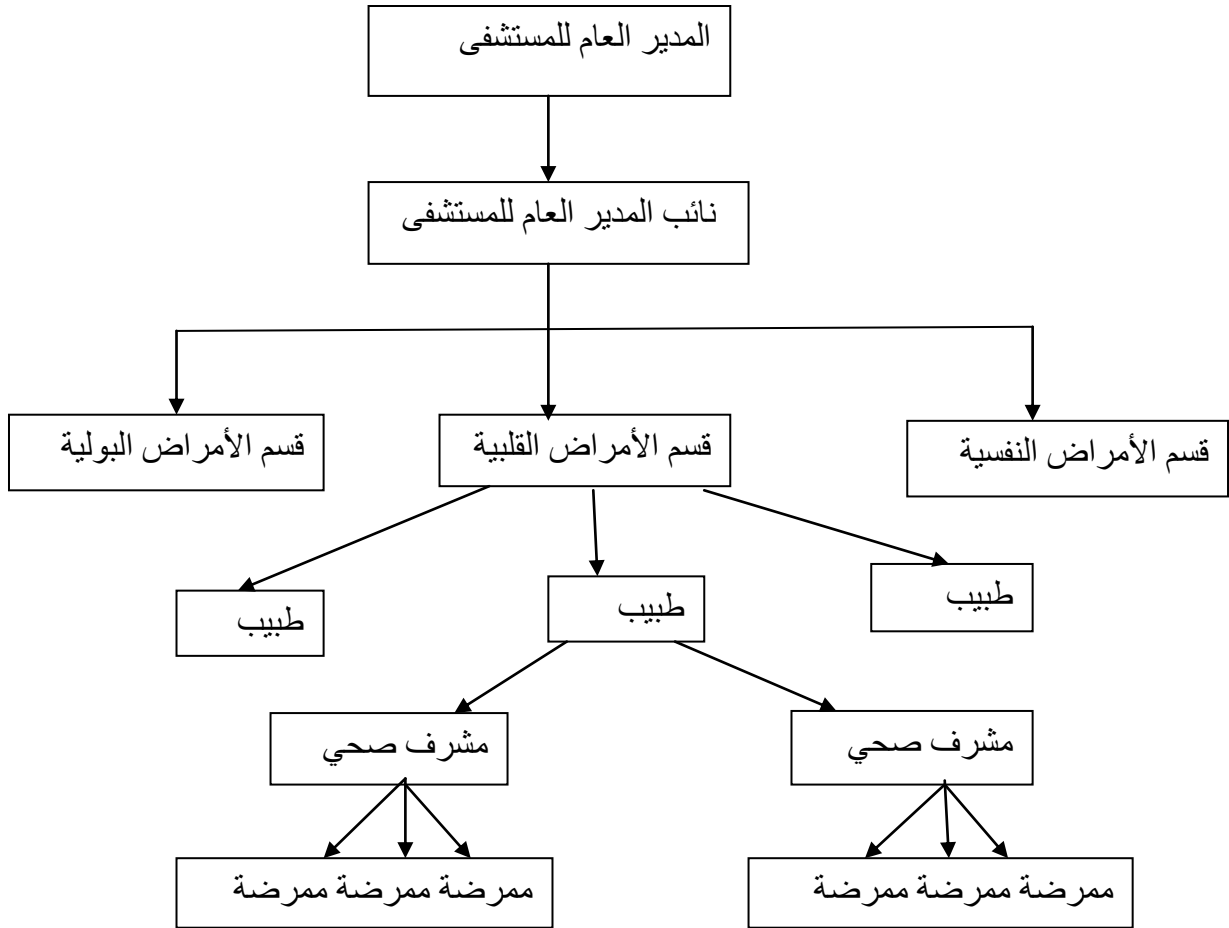 المدير العام للمستشفى
نائب المدير العام للمستشفى
قسم الأمراض النفسية
قسم الأمراض القلبية
قسم الأمراض البولية
طبيب
طبيب
طبيب
مشرف صحي
مشرف صحي
ممرضة ممرضة ممرضة
ممرضة ممرضة ممرضة